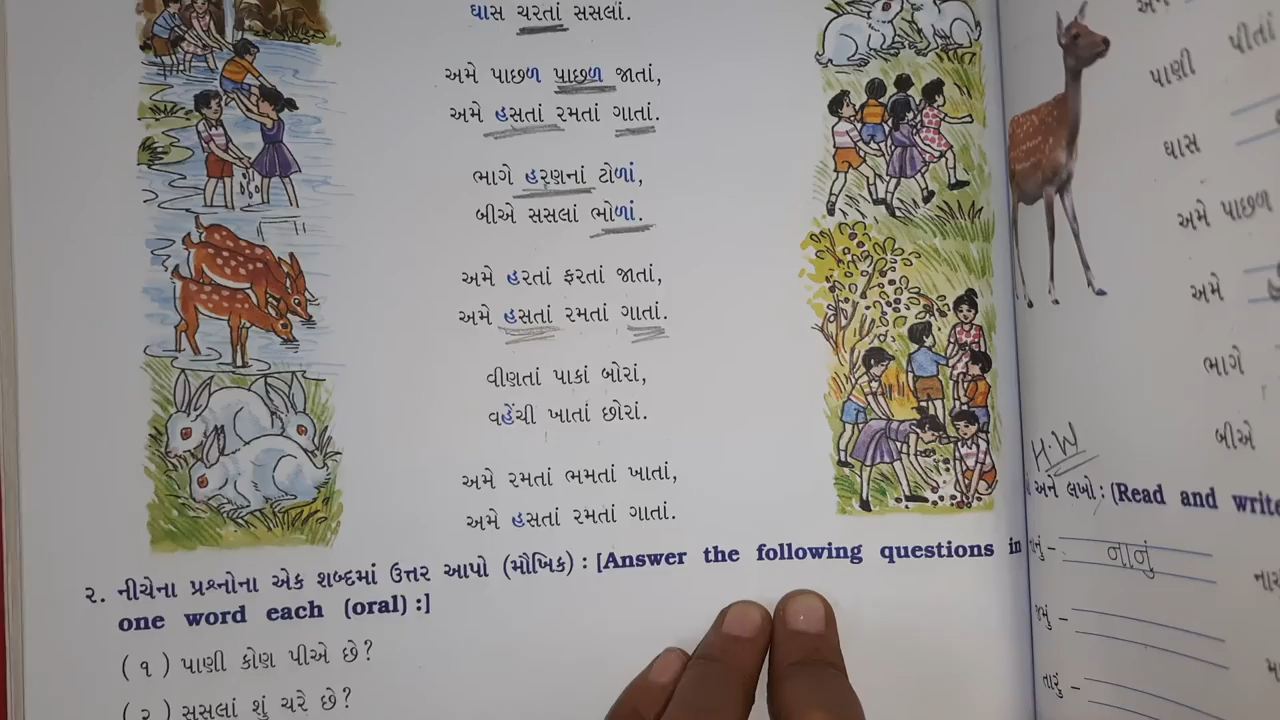 ઘાસ ચરતાં સસલાં.
અમે પાછળ પાછળ જાતાં,
અમે હસતાં રમતાં ગાતાં.
ભાગે હરણનાં ટોળાં,
બીએ સસલાં ભોળાં.
અમે હરતાં ફરતાં જાતાં,
અમે હસતાં રમતાં ગાતાં.
વીણતાં પાકાં બોરાં,
વહેંચી ખાતાં છોરાં.
અમે રમતાં ભમતાં ખાતાં,
અમે હસતાં રમતાં ગાતાં.
૨. નીચેના પ્રશ્નોના એક શબ્દમાં ઉત્તર આપો (મૌખિક) : [Answer the following questions in
one word each (oral) :]
( ૧ ) પાણી કોણ પીએ છે?
( ૨ ) સસલાં શું ચરે છે?
પાણી પીતાં
ઘાસ
અમે પાછળ
અમે
ભાગે
બીએ
H.W
અને લખો : [Read and write
નાનું
તારું –